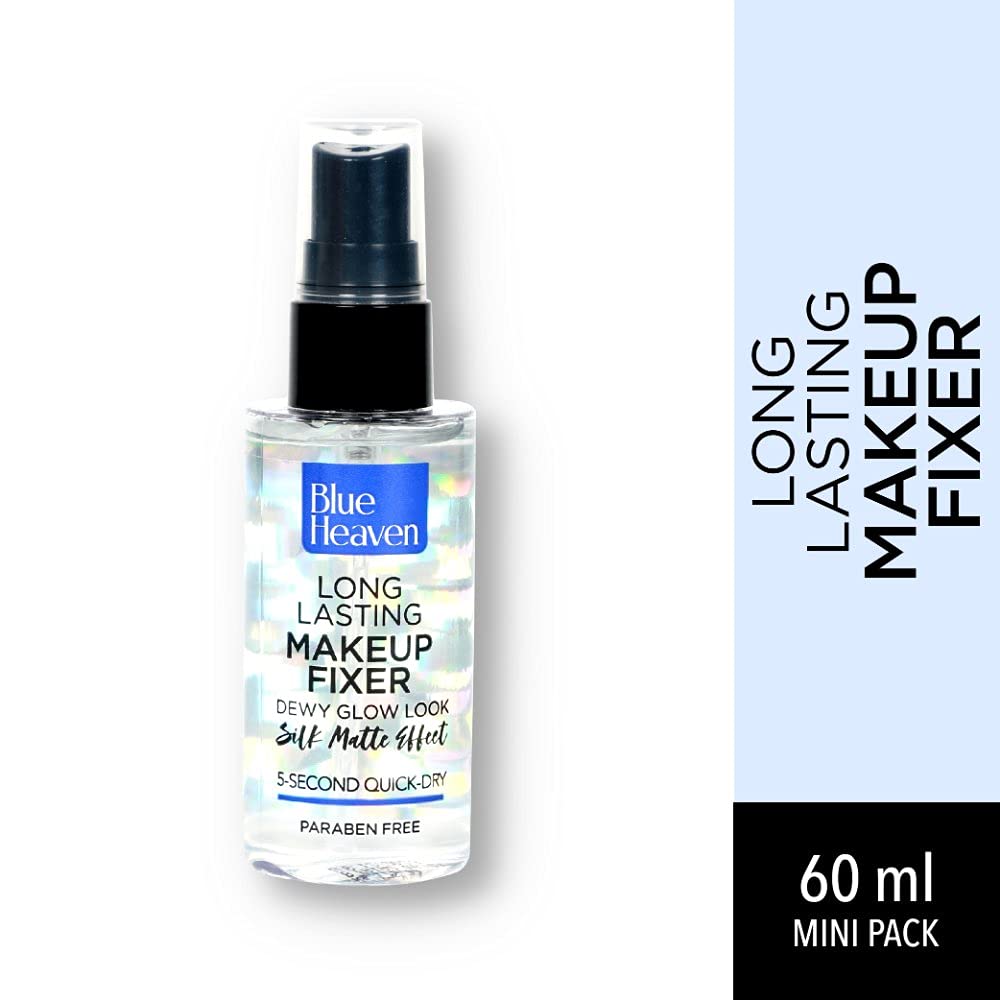 Blue
Heaven
LONG
LASTING
MAKEUP
FIXER
DEWY GLOW LOOK
Silk Matte Effect
5-SECOND QUICK-DRY
PARABEN FREE
LONG
LASTING
MAKEUP
FIXER
60 ml
MINI PACK